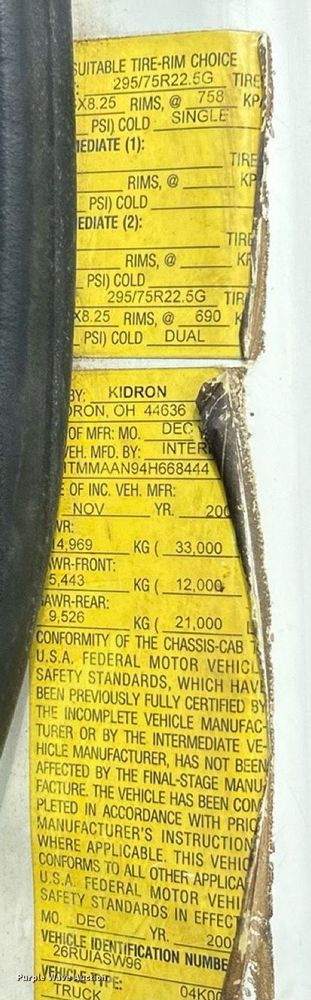 SUITABLE TIRE-RIM CHOICE
295/75R22.5G TIRE
X8.25 RIMS, @ 758 KP
PSI) COLD SINGLE
MEDIATE (1):
TIRE
RIMS, @ KP
PSI) COLD
EDIATE (2):
TIRE
RIMS, @ KF
PSI) COLD
295/75R22.5G TIR
X8.25 RIMS, @ 690 K
PSI) COLD DUAL
BY: KIDRON
DRON, OH 44636
OF MFR: MO. DEC
VEH. MFD. BY: INTER
TMMAAN94H668444
E OF INC. VEH. MFR:
NOV YR. 200
WR:
14,969 KG ( 33,000
AWR-FRONT:
5,443 KG ( 12,000
AWR-REAR:
9,526 KG ( 21,000 L
CONFORMITY OF THE CHASSIS-CAB
U.S.A. FEDERAL MOTOR VEHICL
SAFETY STANDARDS, WHICH HAVE
BEEN PREVIOUSLY FULLY CERTIFIED BY
THE INCOMPLETE VEHICLE MANUFAC-
TURER OR BY THE INTERMEDIATE VE-
HICLE MANUFACTURER, HAS NOT BEEN
AFFECTED BY THE FINAL-STAGE MANU
FACTURE. THE VEHICLE HAS BEEN COM
PLETED IN ACCORDANCE WITH PRIO
MANUFACTURER'S INSTRUCTION
WHERE APPLICABLE. THIS VEHIC
CONFORMS TO ALL OTHER APPLICA
U.S.A. FEDERAL MOTOR VEHI
SAFETY STANDARDS IN EFFECT
MO. DEC YR. 200
VEHICLE IDENTIFICATION NUMBE
26RUIASW96
VEHICLE TYPE:
TRUCK 04K00
Purple Wave Auction